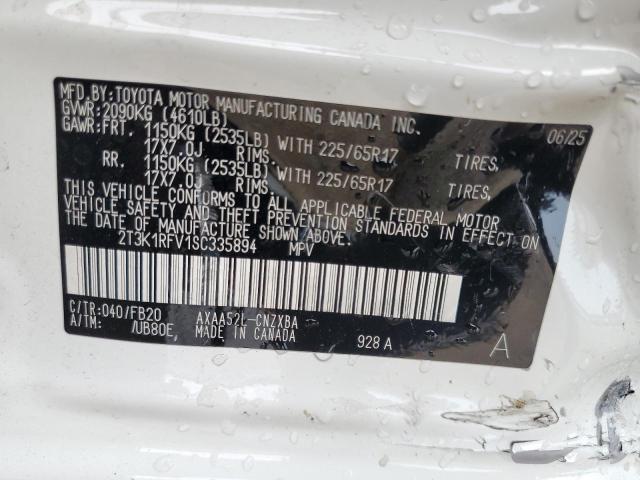 MFD.BY:TOYOTA MOTOR MANUFACTURING CANADA INC.
GVWR:2090KG (4610LB) 06/25
GAWR:FRT. 1150KG (2535LB) WITH 225/65R17 TIRES,
17X7.0J RIMS.
RR. 1150KG (2535LB) WITH 225/65R17 TIRES,
17X7.0J RIMS.
THIS VEHICLE CONFORMS TO ALL APPLICABLE FEDERAL MOTOR
VEHICLE SAFETY AND THEFT PREVENTION STANDARDS IN EFFECT ON
THE DATE OF MANUFACTURE SHOWN ABOVE.
2T3K1RFV1SC335894 MPV
C/TR:040/FB20 AXAA52L-CNZXBA
A/TM: /UB80E, MADE IN CANADA 928 A A